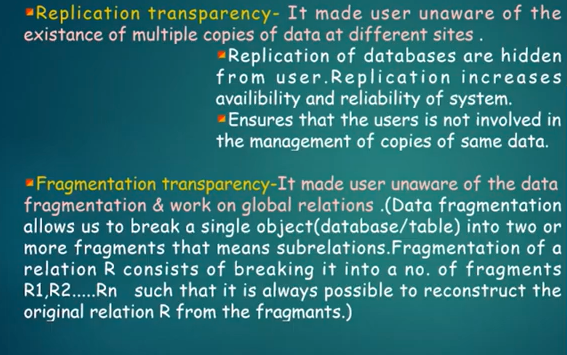 Replication transparency- It made user unaware of the
existance of multiple copies of data at different sites .
Replication of databases are hidden
from user.Replication increases
availibility and reliability of system.
Ensures that the users is not involved in
the management of copies of same data.
Fragmentation transparency-It made user unaware of the data
fragmentation & work on global relations .(Data fragmentation
allows us to break a single object(database/table) into two or
more fragments that means subrelations.Fragmentation of a
relation R consists of breaking it into a no. of fragments
R1,R2.....Rn such that it is always possible to reconstruct the
original relation R from the fragmants.)